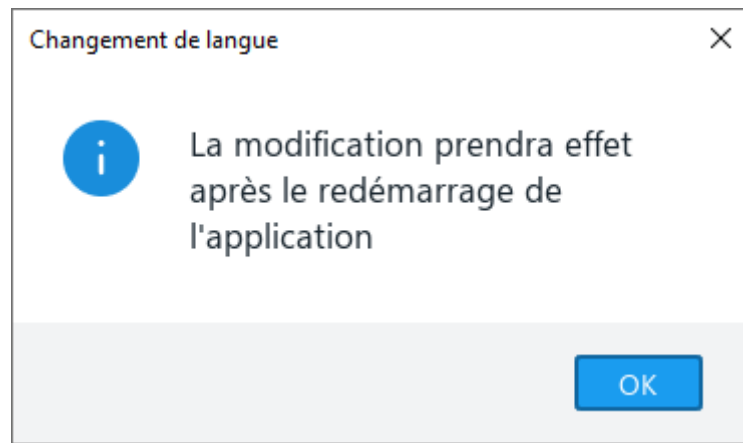 Changement de langue
La modification prendra effet
après le redémarrage de
l'application
OK